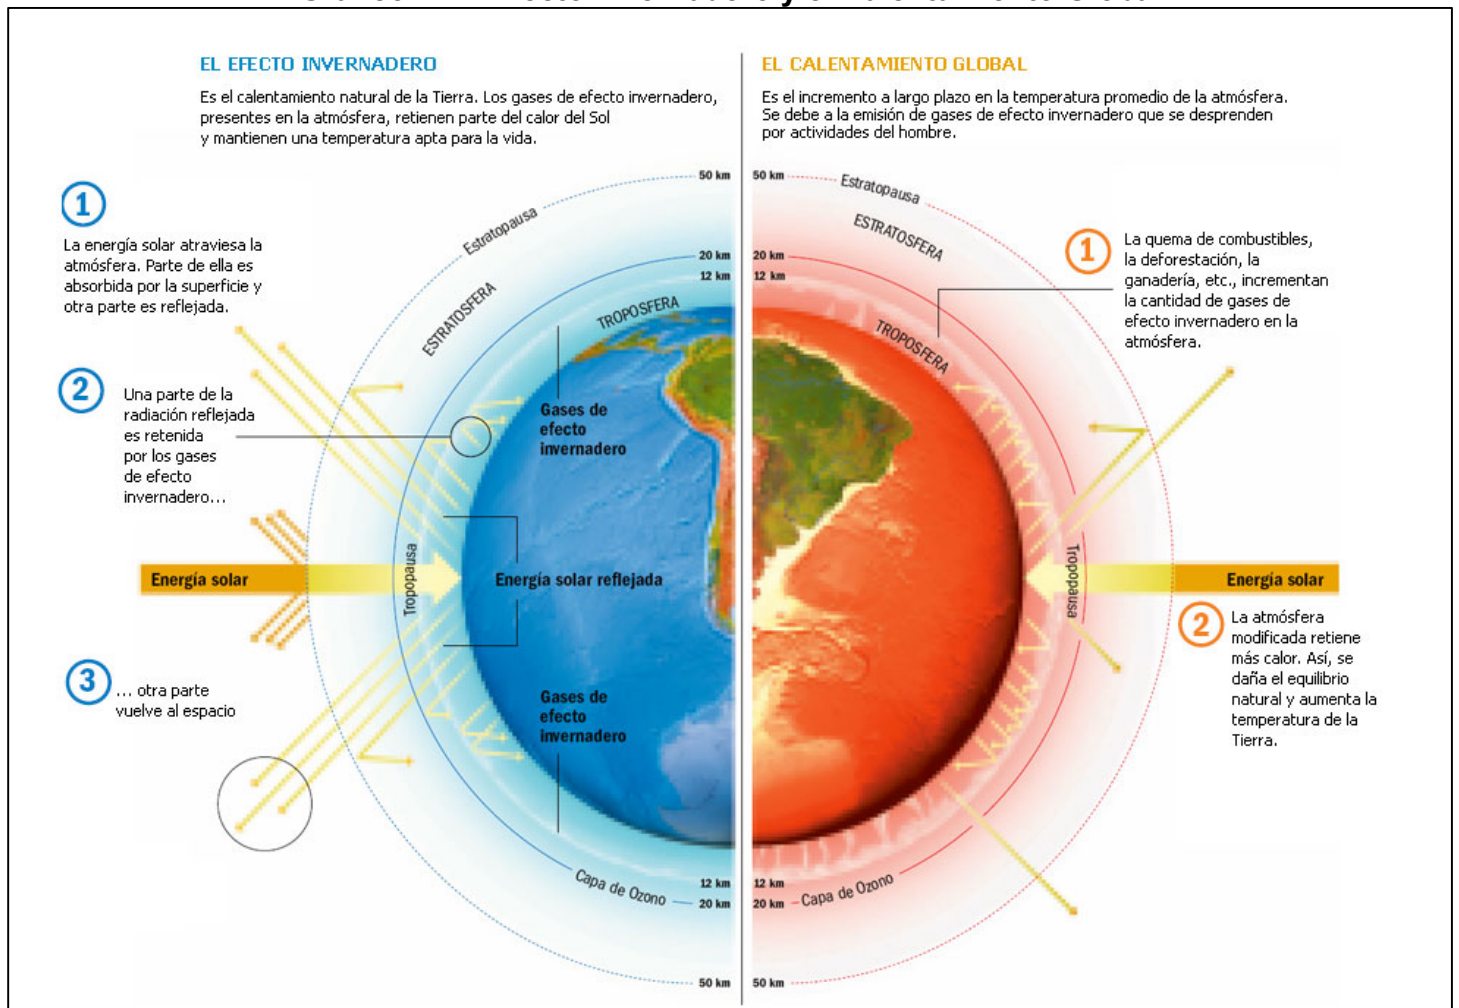 EL EFECTO INVERNADERO
Es el calentamiento natural de la Tierra. Los gases de efecto invernadero,
presentes en la atmósfera, retienen parte del calor del Sol
y mantienen una temperatura apta para la vida.
1
La energía solar atraviesa la
atmósfera. Parte de ella es
absorbida por la superficie y
otra parte es reflejada.
2
Una parte de la
radiación reflejada
es retenida
por los gases
de efecto
invernadero...
Energía solar
3
... otra parte
vuelve al espacio
50 km
Estratopausa
20 km
12 km
ESTRATOSFERA
TROPOSFERA
Gases de
efecto
invernadero
Tropopausa
Energía solar reflejada
Gases de
efecto
invernadero
Capa de Ozono
12 km
20 km
50 km
EL CALENTAMIENTO GLOBAL
Es el incremento a largo plazo en la temperatura promedio de la atmósfera.
Se debe a la emisión de gases de efecto invernadero que se desprenden
por actividades del hombre.
50 km
Estratopausa
ESTRATOSFERA
20 km
12 km
TROPOSFERA
1
La quema de combustibles,
la deforestación, la
ganadería, etc., incrementan
la cantidad de gases de
efecto invernadero en la
atmósfera.
Tropopausa
Energía solar
2
La atmósfera
modificada retiene
más calor. Así, se
daña el equilibrio
natural y aumenta la
temperatura de la
Tierra.
12 km
20 km
Capa de Ozono
50 km